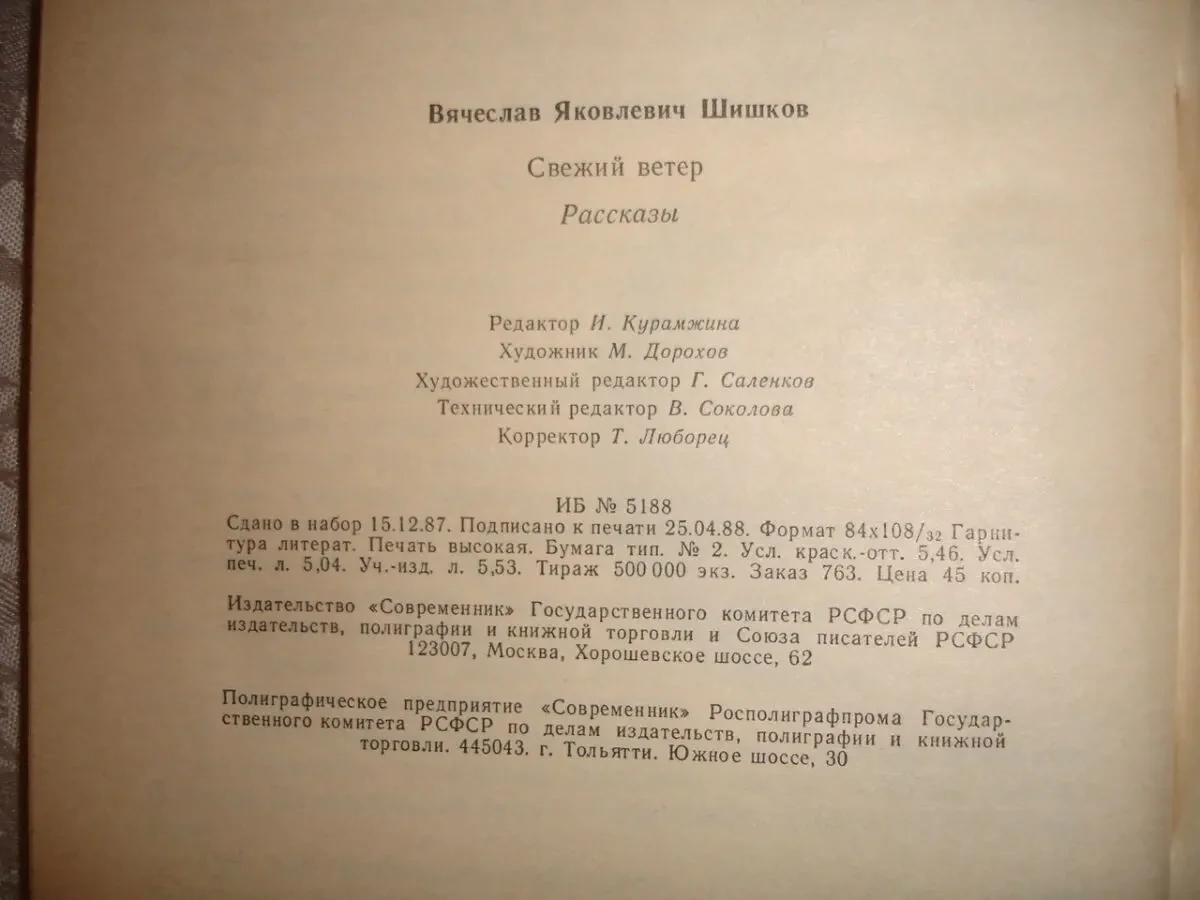 Вячеслав Яковлевич Шишков
Свежий ветер
Рассказы
Редактор И. Курамжина
Художник М. Дорохов
Художественный редактор Г. Саленков
Технический редактор В. Соколова
Корректор Т. Люборец
ИБ № 5188
Сдано в набор 15.12.87. Подписано к печати 25.04.88. Формат 84х108/32 Гарни-
тура литерат. Печать высокая. Бумага тип. № 2. Усл. краск.-отт. 5,46. Усл.
печ. л. 5,04. Уч.-изд. л. 5,53. Тираж 500 000 экз. Заказ 763. Цена 45 коп.
Издательство «Современник» Государственного комитета РСФСР по делам
издательств, полиграфии и книжной торговли и Союза писателей РСФСР
123007, Москва, Хорошевское шоссе, 62
Полиграфическое предприятие «Современник» Росполиграфпрома Государ-
ственного комитета РСФСР по делам издательств, полиграфии и книжной
торговли. 445043. г. Тольятти. Южное шоссе, 30